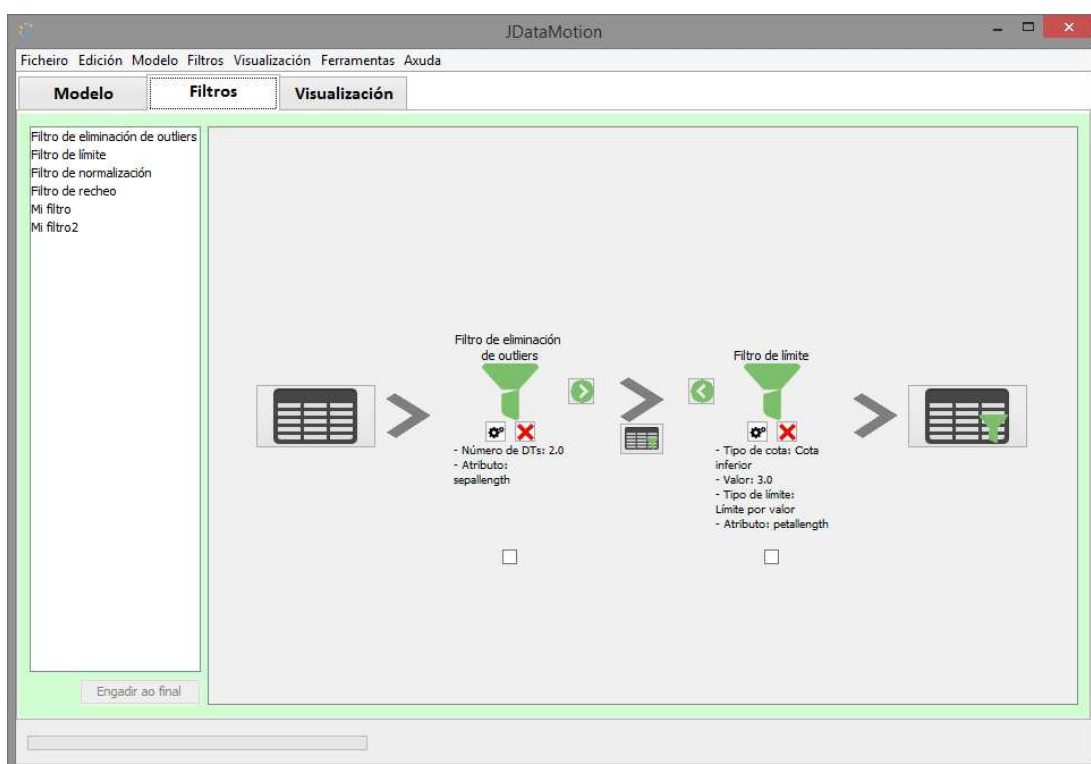 JDataMotion
Ficheiro Edición Modelo Filtros Visualización Ferramentas Axuda
Modelo Filtros Visualización
Filtro de eliminación de outliers
Filtro de límite
Filtro de normalización
Filtro de recheo
Mi filtro
Mi filtro2
Engadir ao final
Filtro de eliminación
de outliers
- Número de DTs: 2.0
- Atributo:
sepallength
Filtro de límite
- Tipo de cota: Cota
inferior
- Valor: 3.0
- Tipo de límite:
Límite por valor
- Atributo: petallength